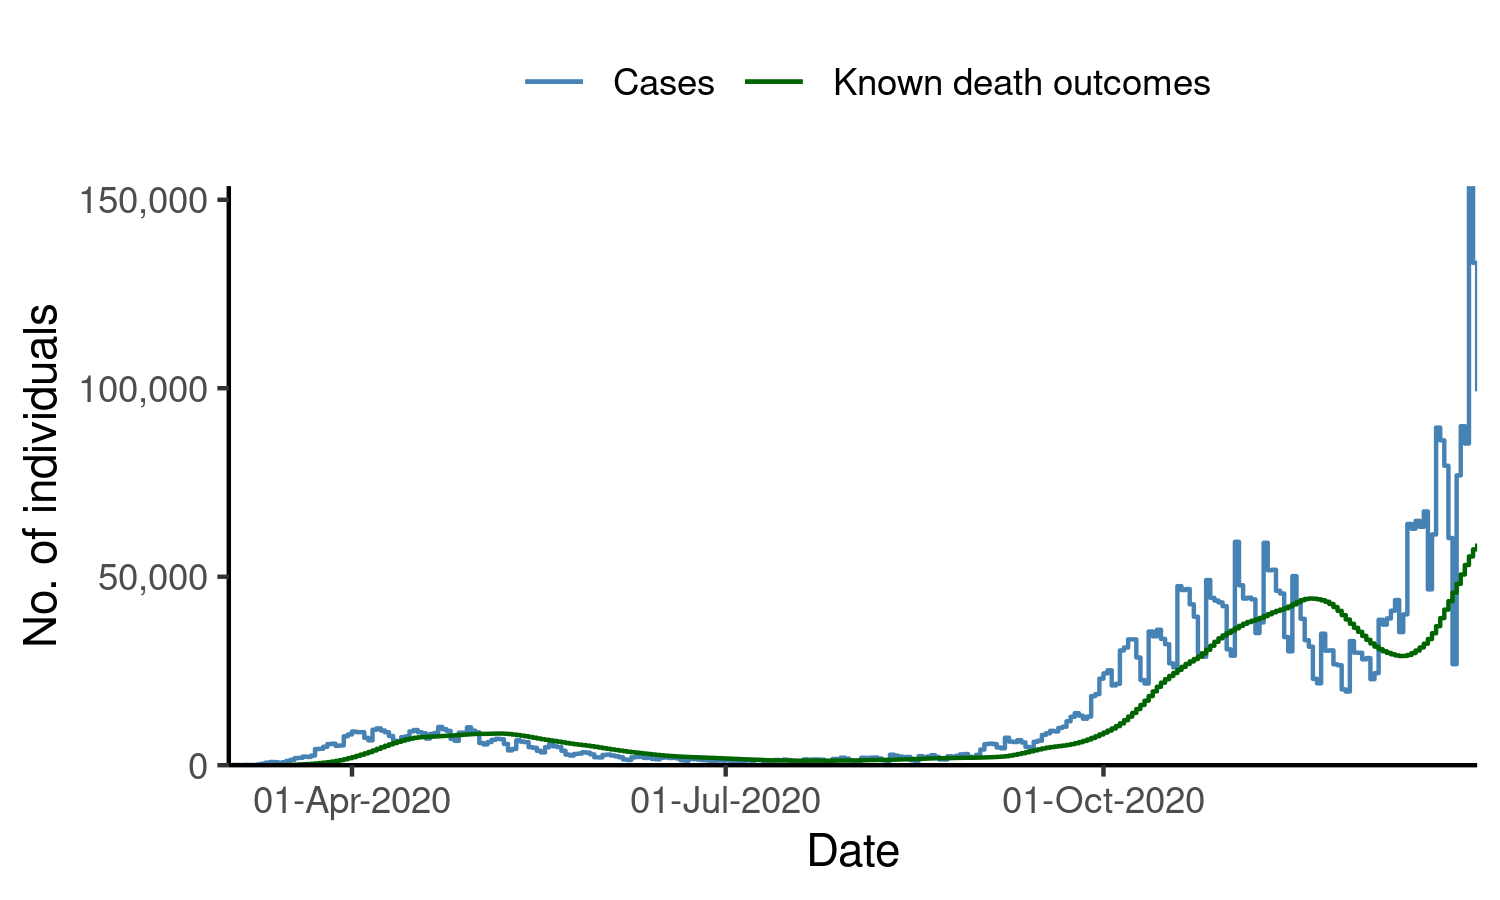 Cases Known death outcomes
150,000
100,000
50,000
0
No. of individuals
01-Apr-2020 01-Jul-2020 01-Oct-2020
Date